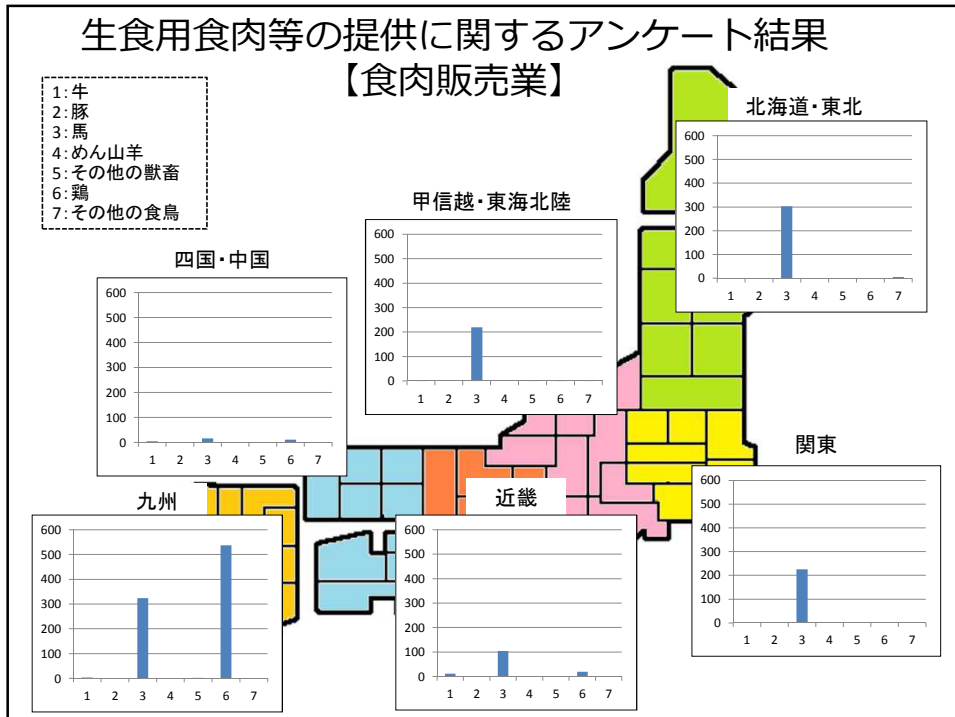 生食用食肉等の提供に関するアンケート結果
【食肉販売業】
1:牛
2:豚
3:馬
4:めん山羊
5:その他の獣畜
6:鶏
7:その他の食鳥
北海道・東北
600
500
400
300
200
100
0
1 2 3 4 5 6 7
甲信越・東海北陸
600
500
400
300
200
100
0
1 2 3 4 5 6 7
四国・中国
600
500
400
300
200
100
0
1 2 3 4 5 6 7
関東
600
500
400
300
200
100
0
1 2 3 4 5 6 7
九州
600
500
400
300
200
100
0
1 2 3 4 5 6 7
近畿
600
500
400
300
200
100
0
1 2 3 4 5 6 7